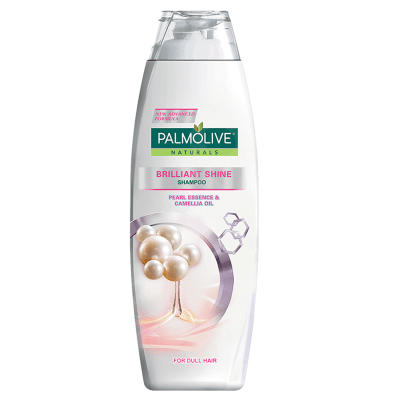 NEW ADVANCED
FORMULA
PALMOLIVE
NATURALS
BRILLIANT SHINE
SHAMPOO
PEARL ESSENCE &
CAMELLIA OIL
FOR DULL HAIR